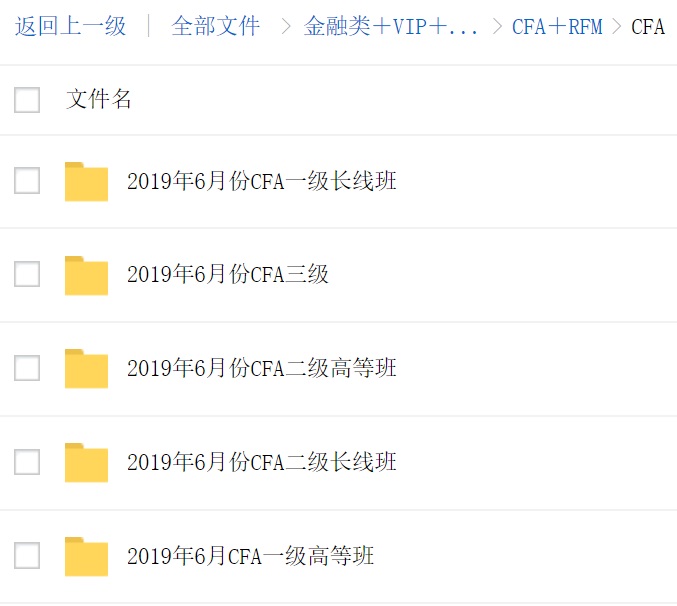 返回上一级 | 全部文件 > 金融类+VIP+... > CFA+RFM > CFA
文件名
2019年6月份CFA一级长线班
2019年6月份CFA三级
2019年6月份CFA二级高等班
2019年6月份CFA二级长线班
2019年6月CFA一级高等班